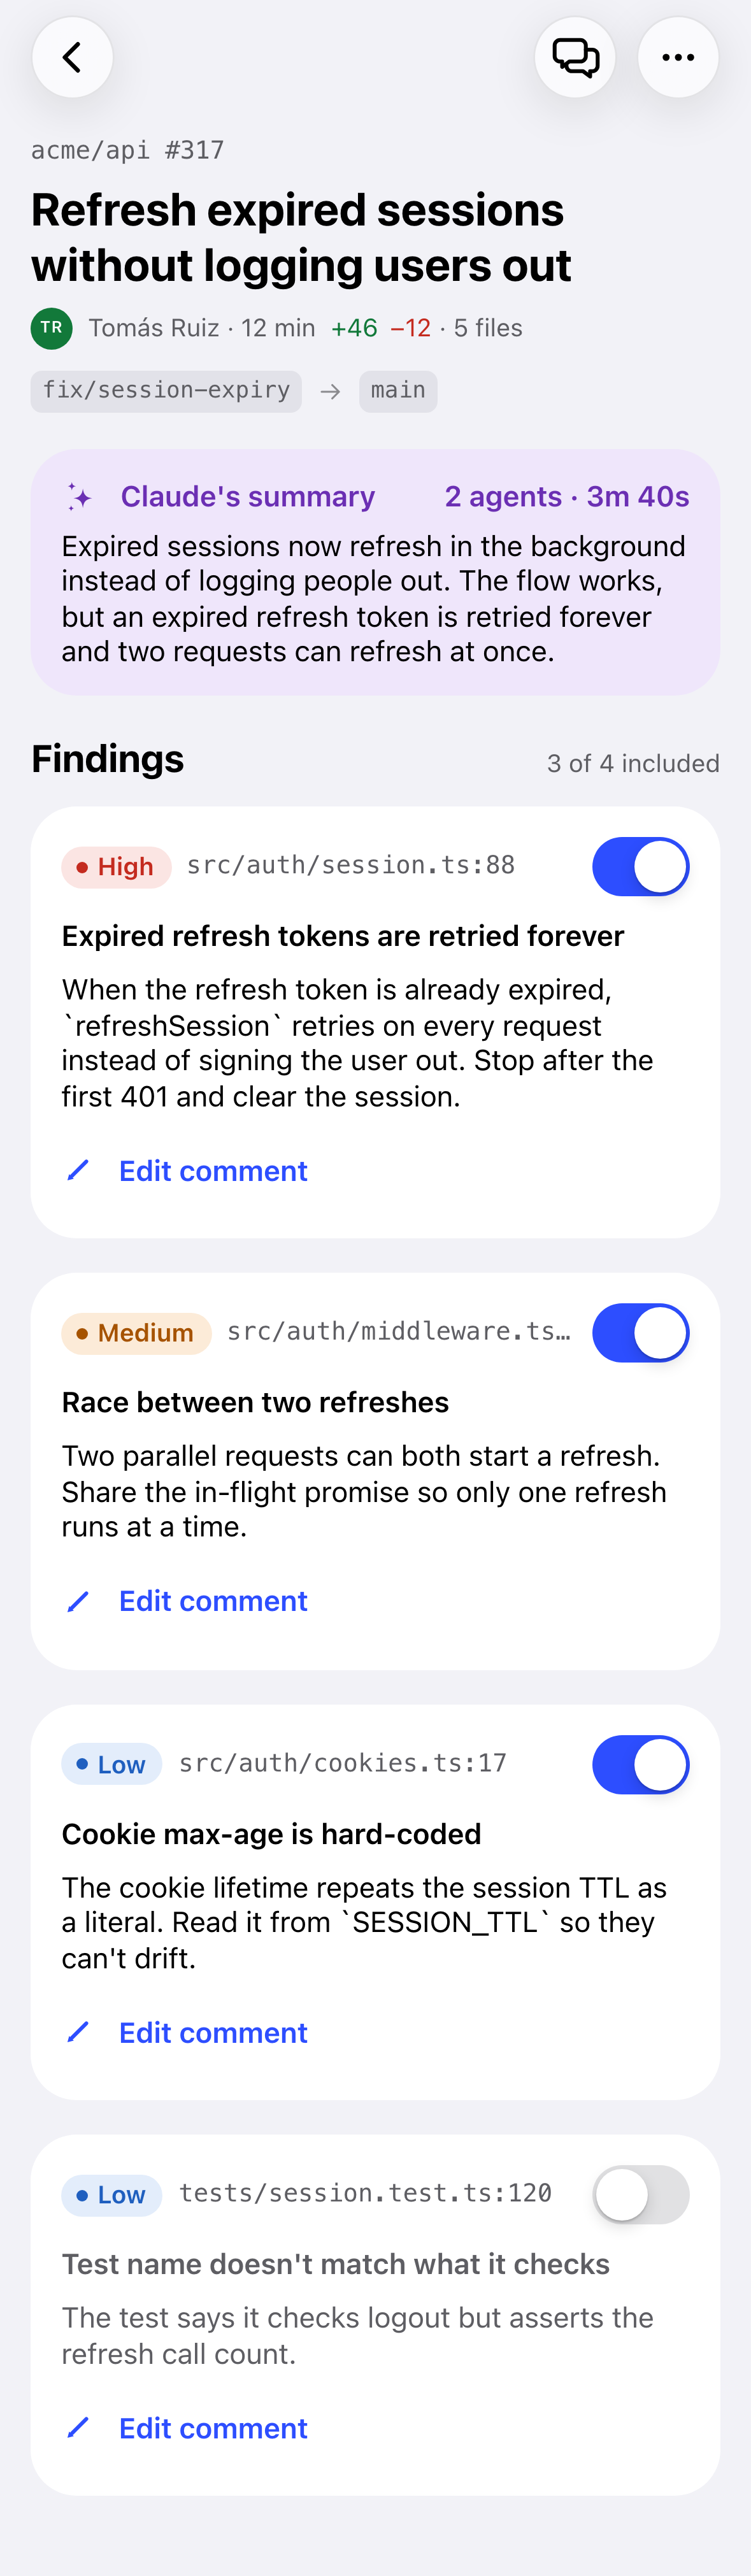 acme/api #317
Refresh expired sessions
without logging users out
TR Tomás Ruiz · 12 min +46 −12 · 5 files
fix/session-expiry → main
Claude's summary 2 agents · 3m 40s
Expired sessions now refresh in the background
instead of logging people out. The flow works,
but an expired refresh token is retried forever
and two requests can refresh at once.
Findings 3 of 4 included
High src/auth/session.ts:88
Expired refresh tokens are retried forever
When the refresh token is already expired,
`refreshSession` retries on every request
instead of signing the user out. Stop after the
first 401 and clear the session.
Edit comment
Medium src/auth/middleware.ts…
Race between two refreshes
Two parallel requests can both start a refresh.
Share the in-flight promise so only one refresh
runs at a time.
Edit comment
Low src/auth/cookies.ts:17
Cookie max-age is hard-coded
The cookie lifetime repeats the session TTL as
a literal. Read it from `SESSION_TTL` so they
can't drift.
Edit comment
Low tests/session.test.ts:120
Test name doesn't match what it checks
The test says it checks logout but asserts the
refresh call count.
Edit comment